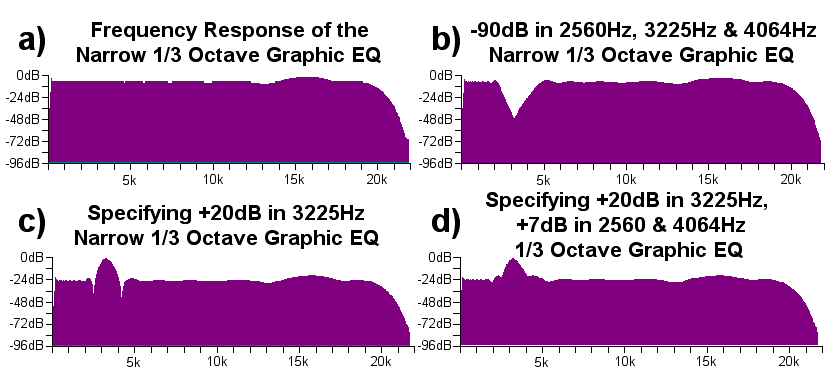 a)
Frequency Response of the
Narrow 1/3 Octave Graphic EQ
0dB
-24dB
-48dB
-72dB
-96dB
5k
10k
15k
20k
b)
-90dB in 2560Hz, 3225Hz & 4064Hz
Narrow 1/3 Octave Graphic EQ
0dB
-24dB
-48dB
-72dB
-96dB
5k
10k
15k
20k
c)
Specifying +20dB in 3225Hz
Narrow 1/3 Octave Graphic EQ
0dB
-24dB
-48dB
-72dB
-96dB
5k
10k
15k
20k
d)
Specifying +20dB in 3225Hz,
+7dB in 2560 & 4064Hz
1/3 Octave Graphic EQ
0dB
-24dB
-48dB
-72dB
-96dB
5k
10k
15k
20k